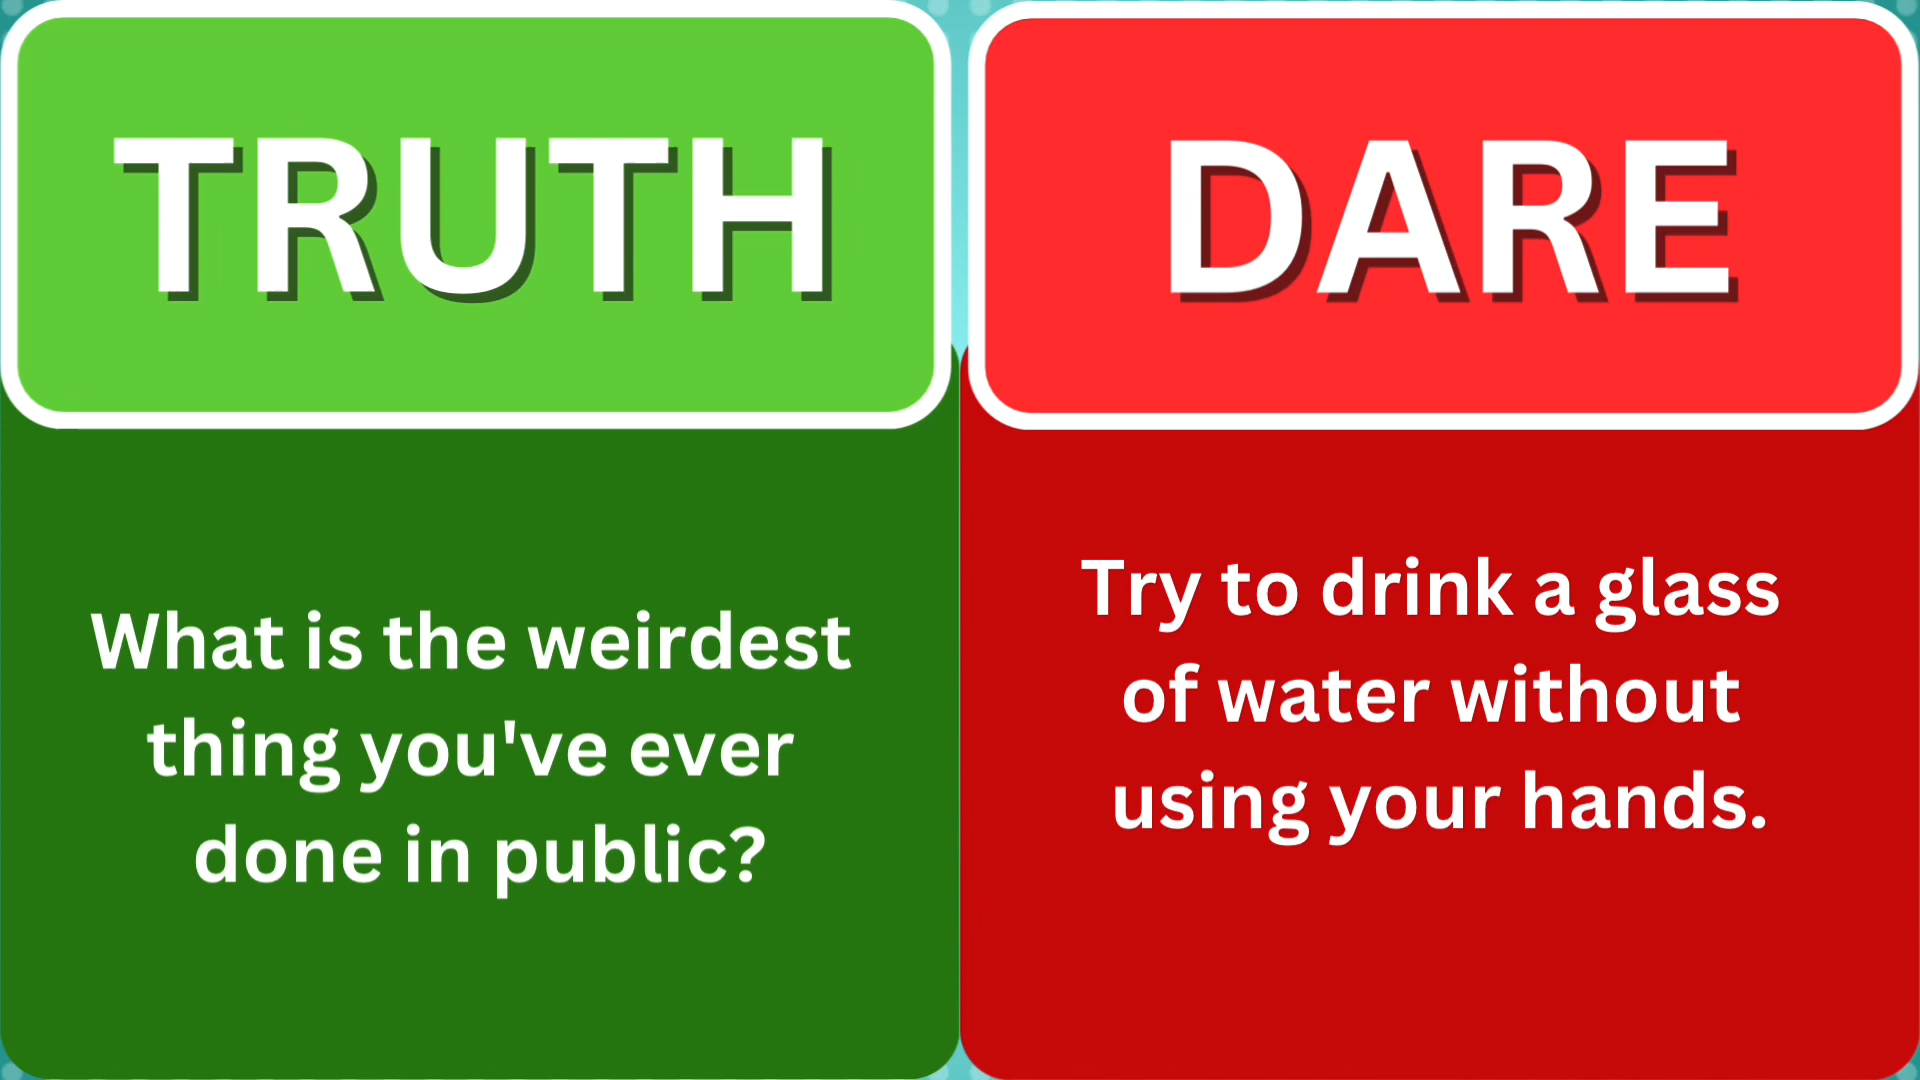 TRUTH
What is the weirdest
thing you've ever
done in public?
DARE
Try to drink a glass
of water without
using your hands.